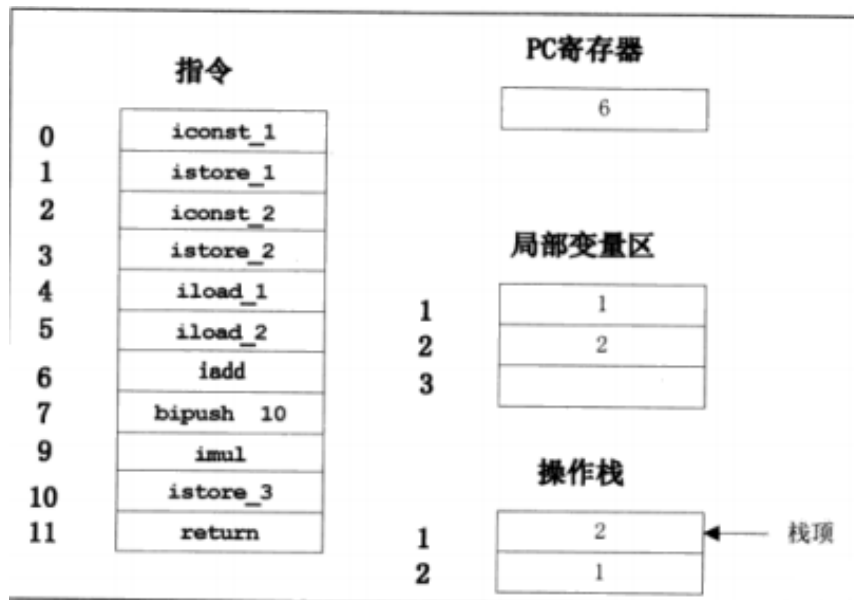 指令
0 iconst_1
1 istore_1
2 iconst_2
3 istore_2
4 iload_1
5 iload_2
6 iadd
7 bipush 10
9 imul
10 istore_3
11 return
PC寄存器
6
局部变量区
1 1
2 2
3
操作栈
1 2 栈顶
2 1